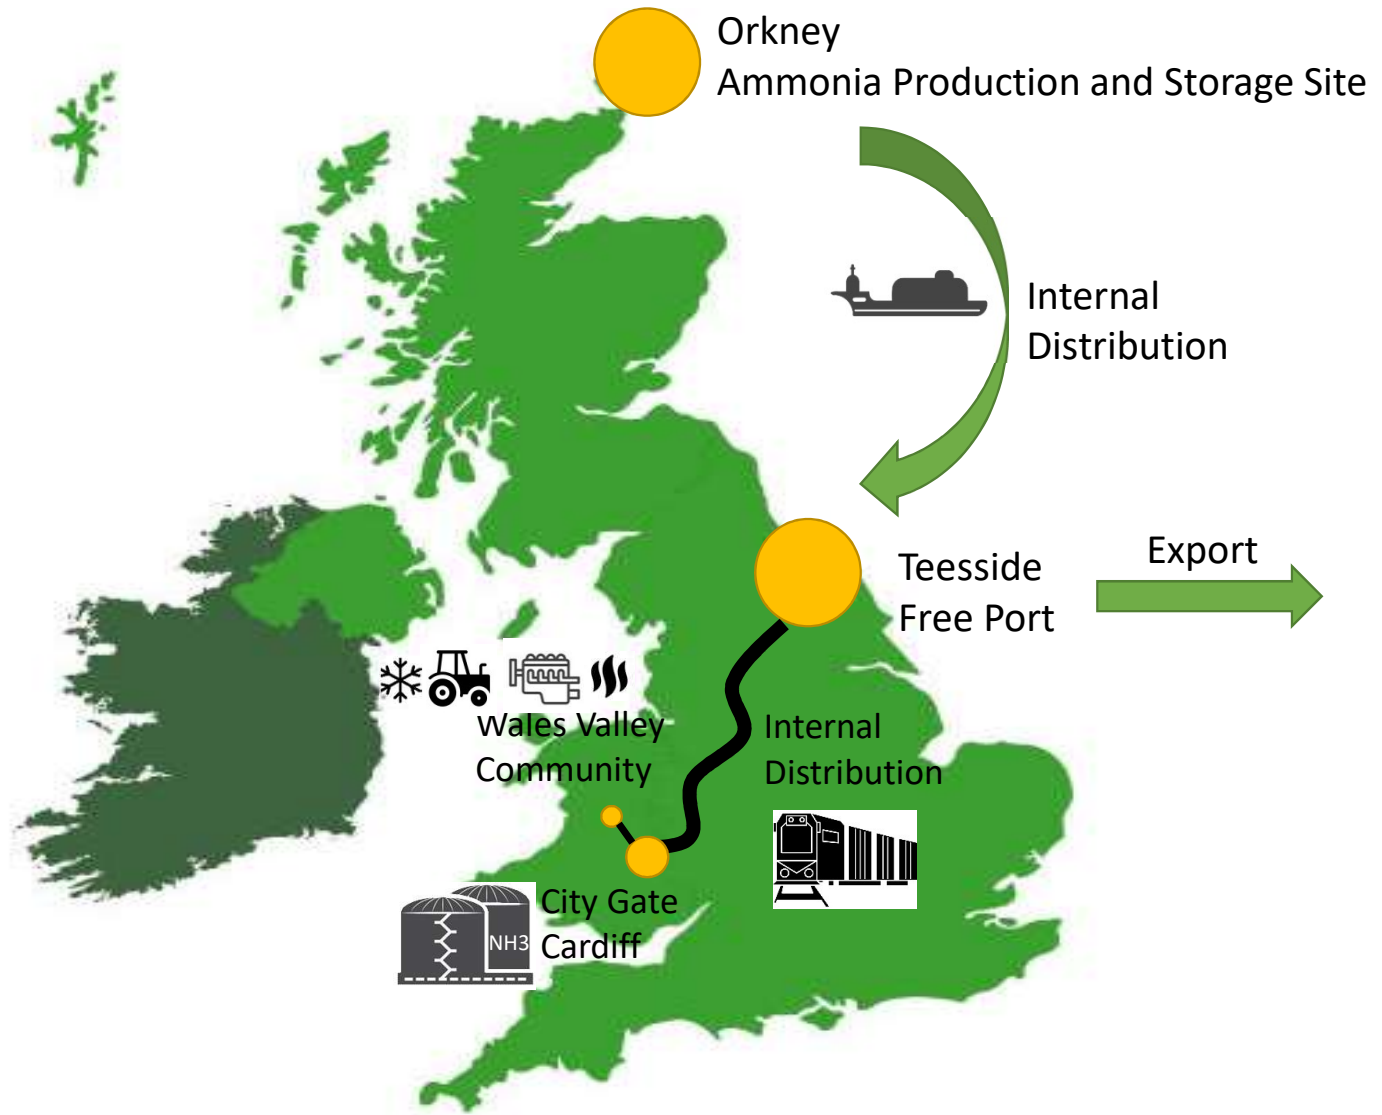 Orkney
Ammonia Production and Storage Site
Internal
Distribution
Export
Teesside
Free Port
Wales Valley
Community
Internal
Distribution
City Gate
Cardiff
NH3